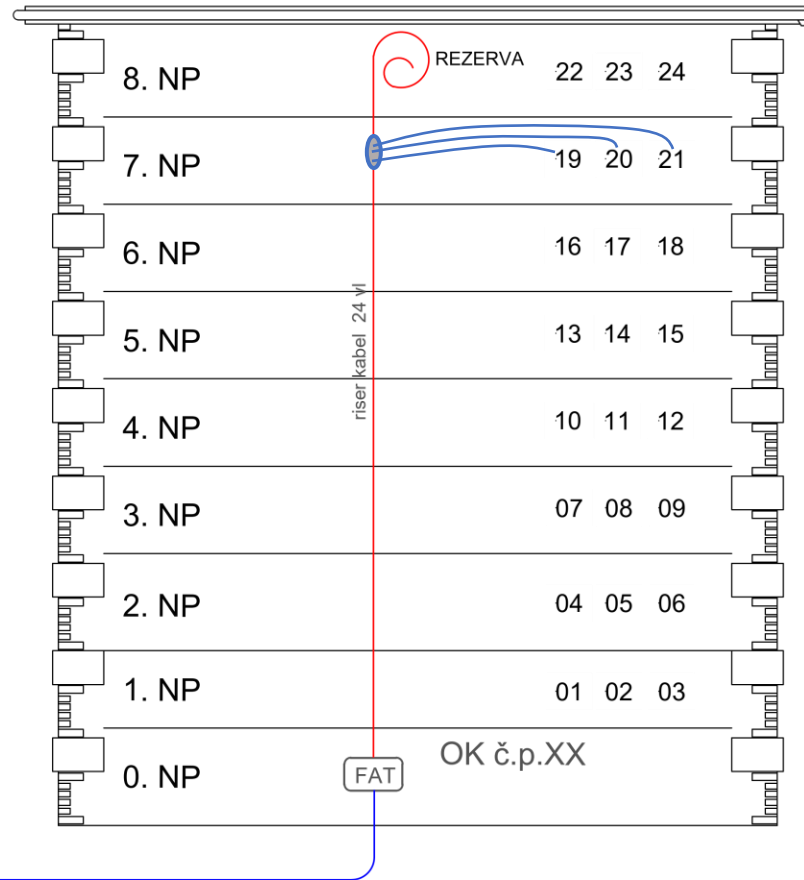 REZERVA
8. NP 22 23 24
7. NP 19 20 21
6. NP 16 17 18
riser kabel 24 vl
5. NP 13 14 15
4. NP 10 11 12
3. NP 07 08 09
2. NP 04 05 06
1. NP 01 02 03
OK č.p.XX
0. NP FAT